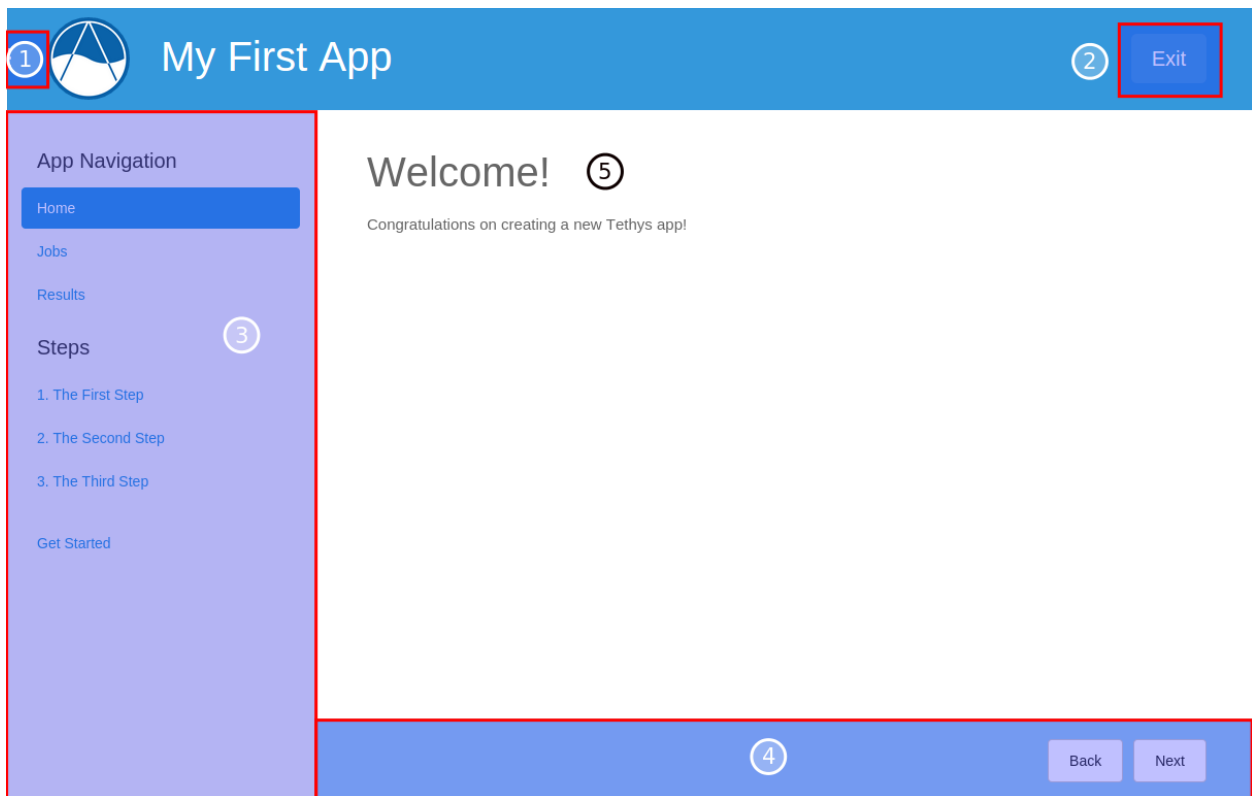 1
My First App
2
Exit
App Navigation
Home
Jobs
Results
Steps
3
1. The First Step
2. The Second Step
3. The Third Step
Get Started
Welcome!
5
Congratulations on creating a new Tethys app!
4
Back
Next